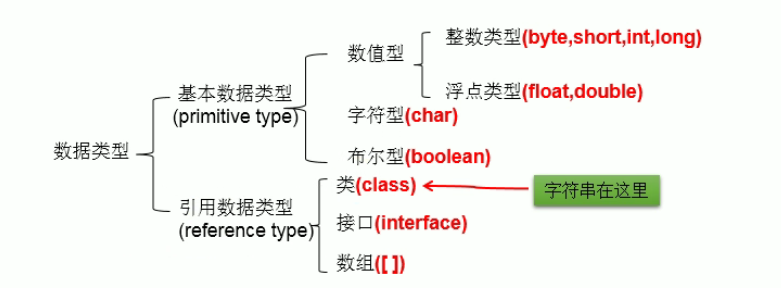 数据类型
基本数据类型
(primitive type)
数值型
整数类型(byte,short,int,long)
浮点类型(float,double)
字符型(char)
布尔型(boolean)
引用数据类型
(reference type)
类(class)
字符串在这里
接口(interface)
数组([ ])